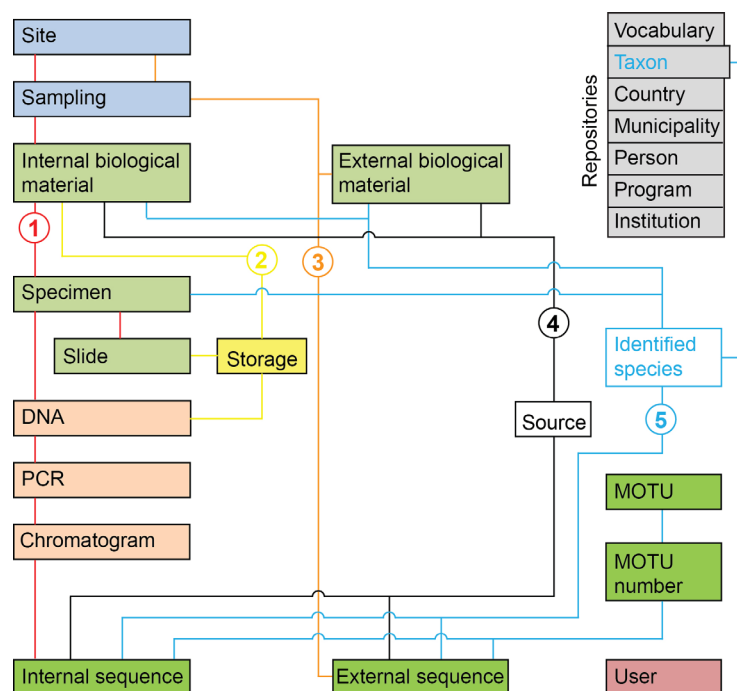 Site
Sampling
Internal biological
material
External biological
material
Repositories
Vocabulary
Taxon
Country
Municipality
Person
Program
Institution
1
2
3
4
5
Specimen
Slide
Storage
Identified
species
DNA
Source
PCR
MOTU
Chromatogram
MOTU
number
Internal sequence
External sequence
User